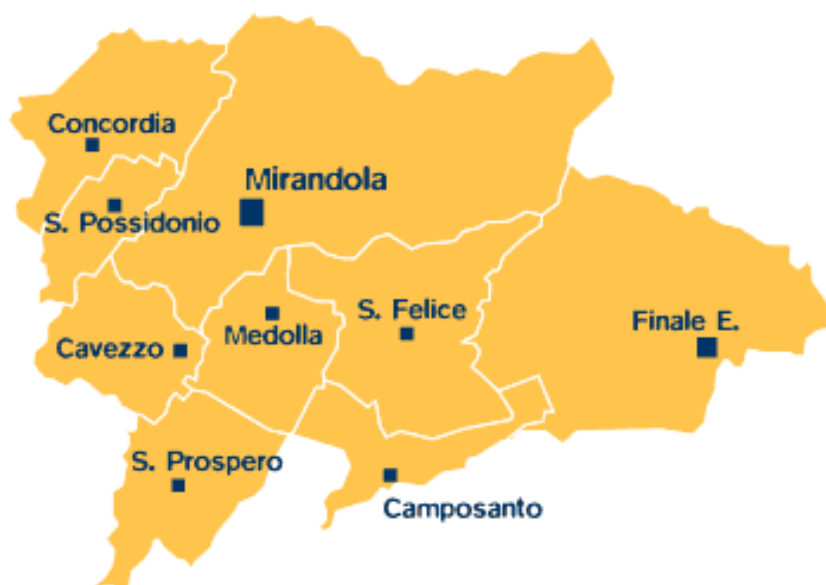 Concordia
Mirandola
S. Possidonio
S. Felice
Finale E.
Medolla
Cavezzo
S. Prospero
Camposanto